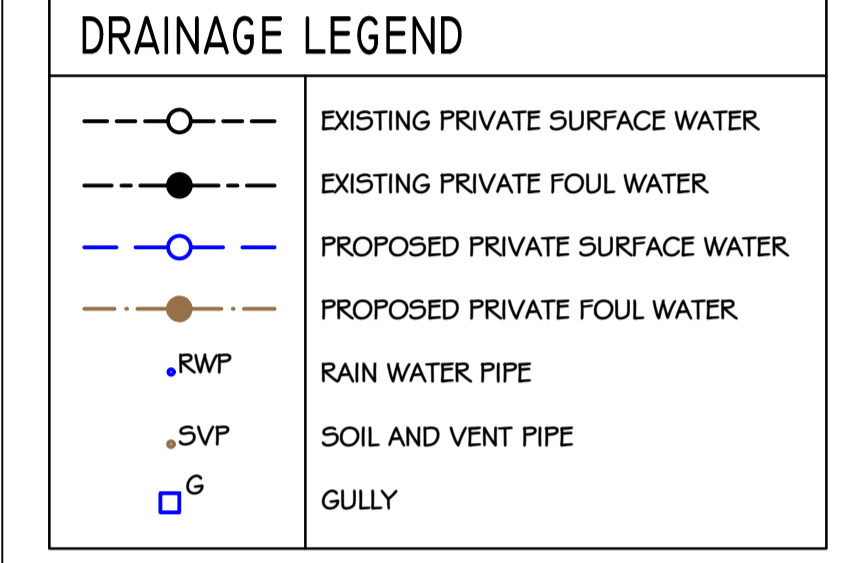 DRAINAGE LEGEND
EXISTING PRIVATE SURFACE WATER
EXISTING PRIVATE FOUL WATER
PROPOSED PRIVATE SURFACE WATER
PROPOSED PRIVATE FOUL WATER
RWP RAIN WATER PIPE
SVP SOIL AND VENT PIPE
G GULLY